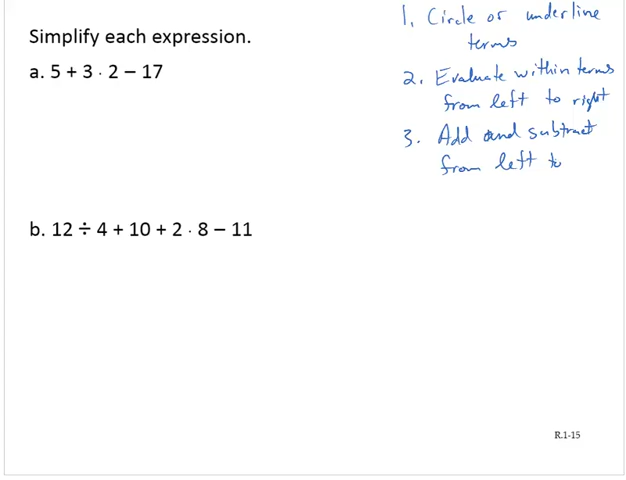 Simplify each expression.
a. 5 + 3 · 2 – 17
b. 12 ÷ 4 + 10 + 2 · 8 – 11
1. Circle or underline
terms
2. Evaluate within terms
from left to right
3. Add and subtract
from left to
R.1-15